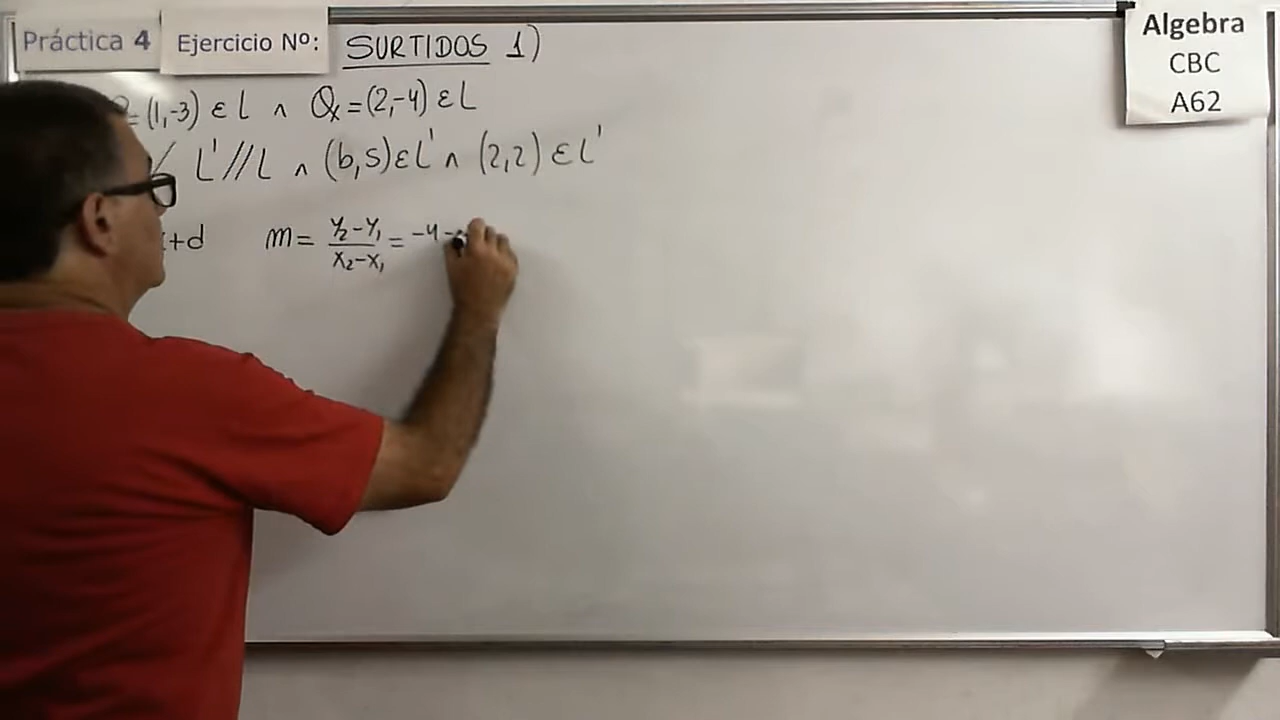 Práctica 4 Ejercicio Nº: SURTIDOS 1)
Algebra
CBC
A62
=(1,-3) ε L ∧ Qx=(2,-4) ε L
/ L'//L ∧ (b,5) ε L' ∧ (2,2) ε L'
+d m= y₂-y₁/x₂-x₁ = -4-